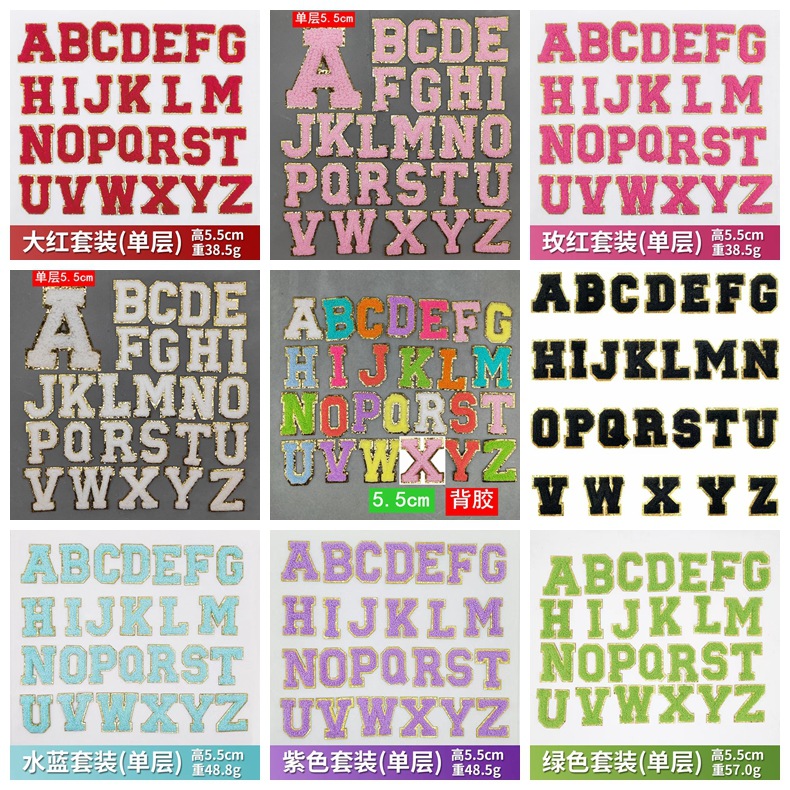 ABCDEFG
HIJKLM
NOPQRST
UVWXYZ
大红套装(单层)
高5.5cm
重38.5g
单层5.5cm
ABCDE
FGHI
JKLMNO
PQRSTU
VWXYZ
ABCDEFG
HIJKLM
NOPQRST
UVWXYZ
玫红套装(单层)
高5.5cm
重38.5g
单层5.5cm
ABCDE
FGHI
JKLMNO
PQRSTU
VWXYZ
ABCDEFG
HIJKLM
NOPQRST
UVWXYZ
5.5cm 背胶
ABCDEFG
HIJKLMN
OPQRSTU
VWXYZ
ABCDEFG
HIJKLM
NOPQRST
UVWXYZ
水蓝套装(单层)
高5.5cm
重48.8g
ABCDEFG
HIJKLM
NOPQRST
UVWXYZ
紫色套装(单层)
高5.5cm
重48.5g
ABCDEFG
HIJKLM
NOPQRST
UVWXYZ
绿色套装(单层)
高5.5cm
重57.0g